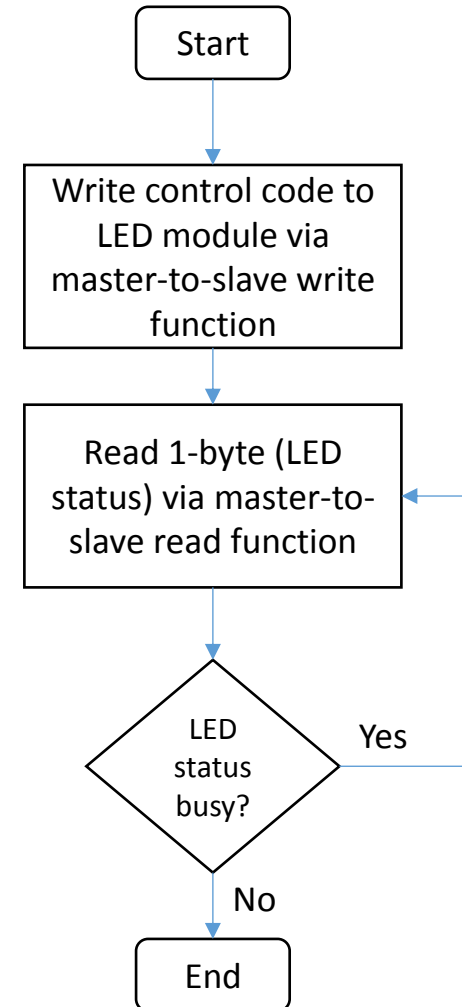 Start
Write control code to
LED module via
master-to-slave write
function
Read 1-byte (LED
status) via master-to-
slave read function
LED
status
busy?
Yes
No
End